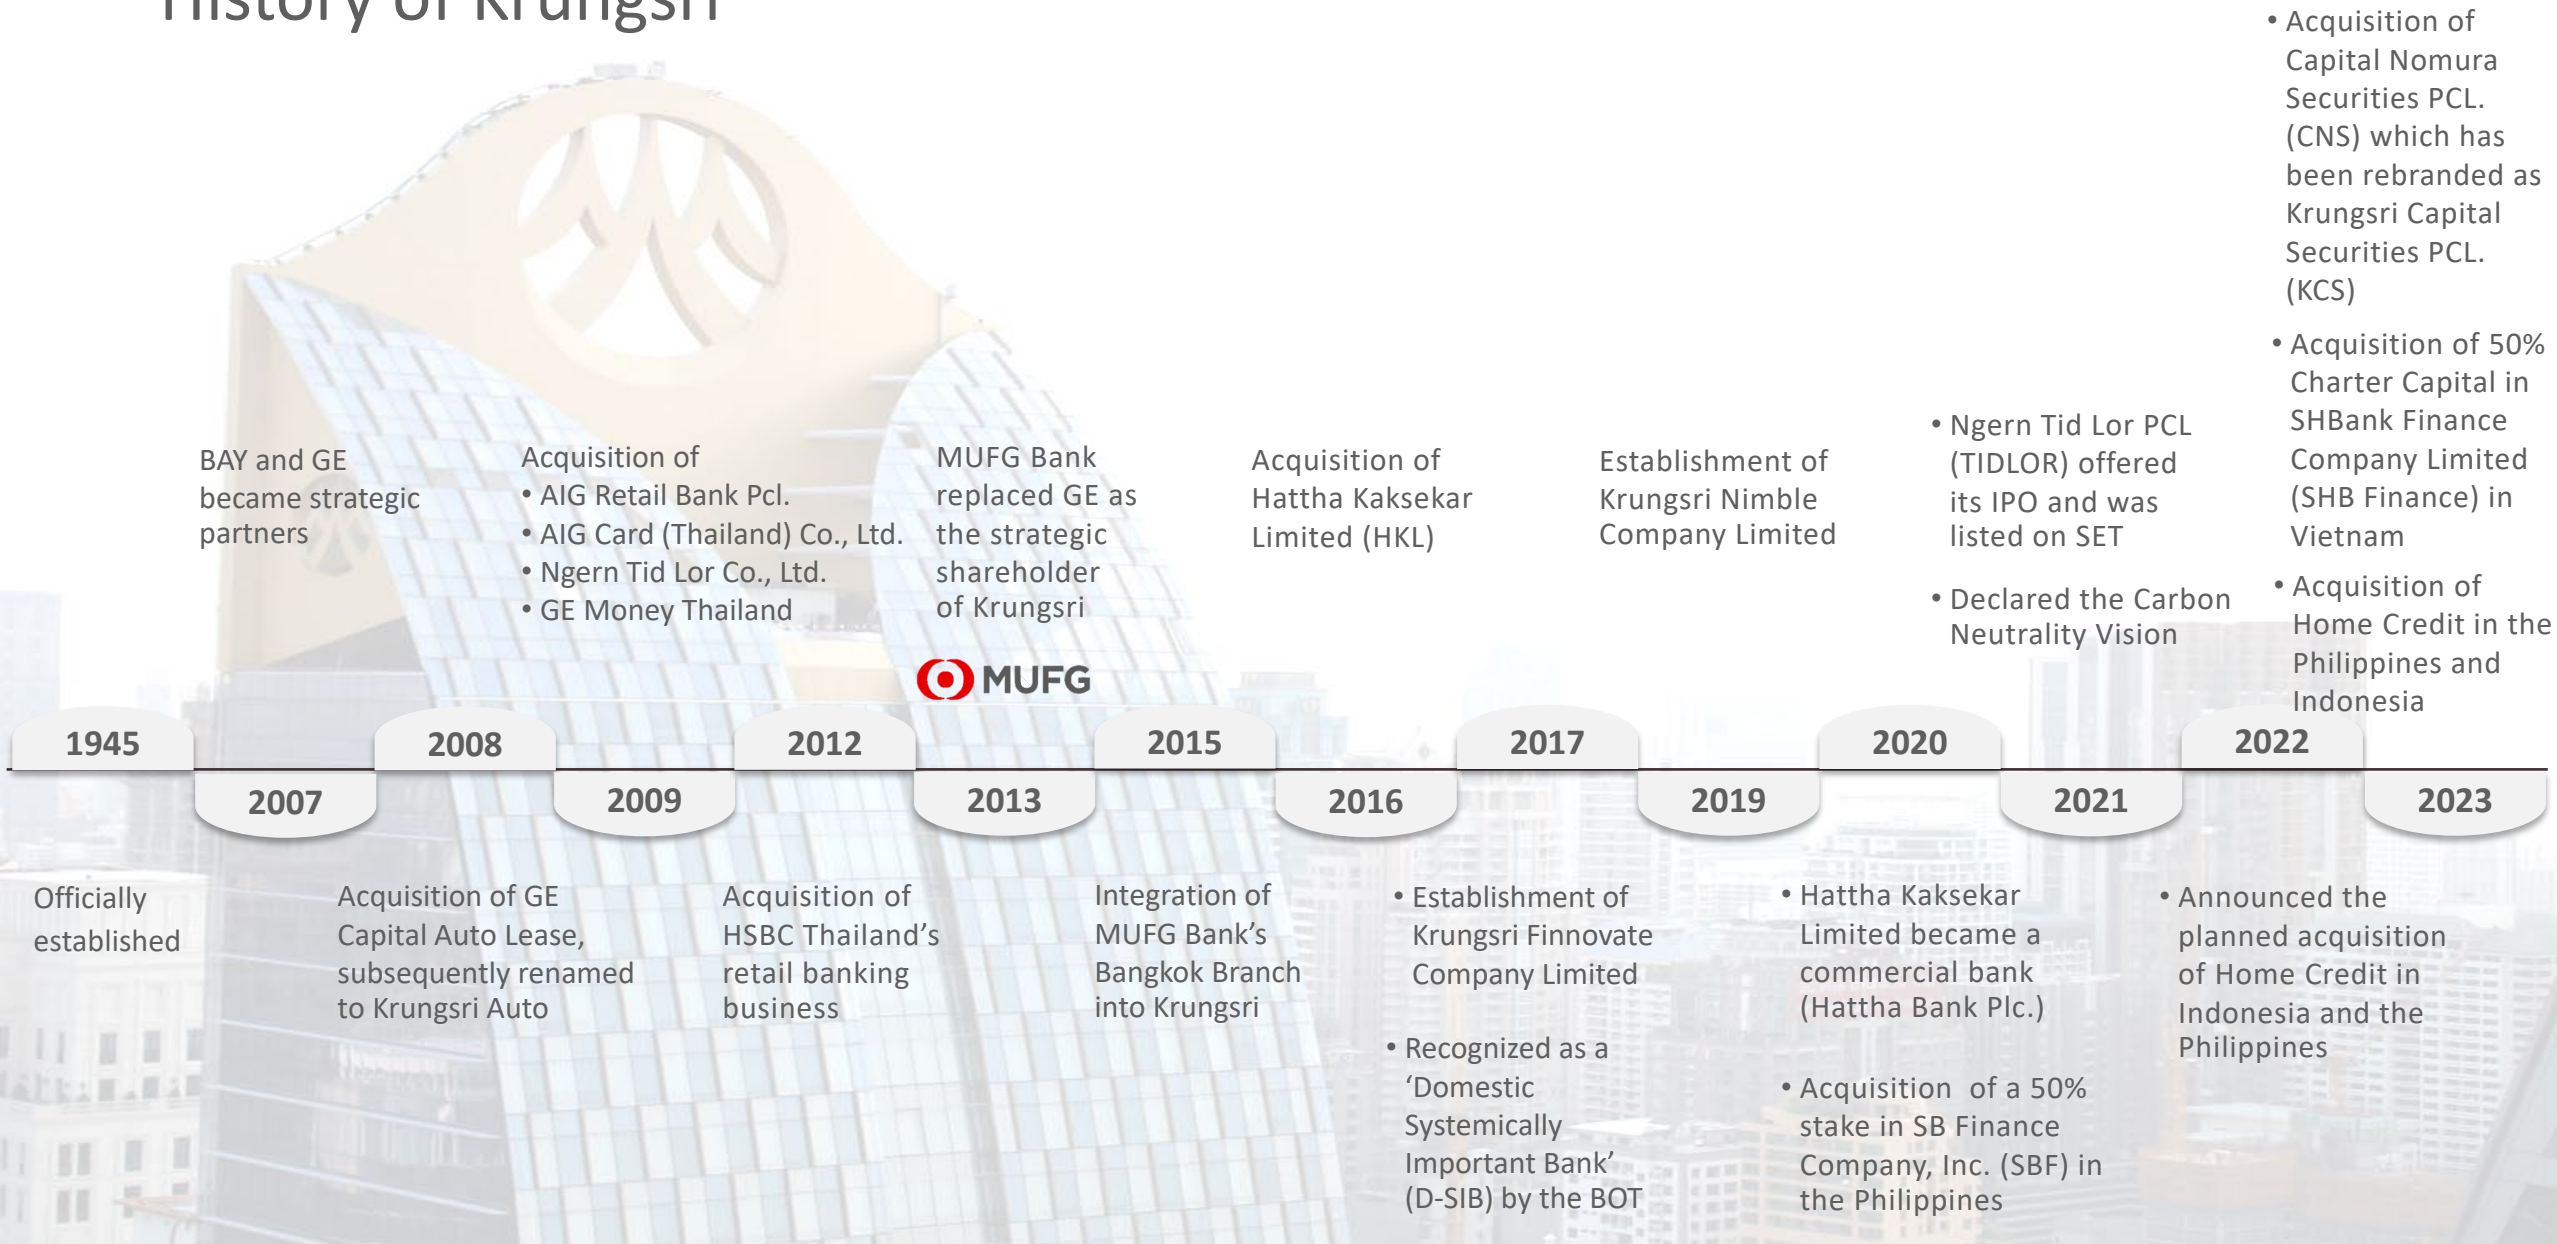 History of Krungsri
BAY and GE
became strategic
partners
Acquisition of
• AIG Retail Bank Pcl.
• AIG Card (Thailand) Co., Ltd.
• Ngern Tid Lor Co., Ltd.
• GE Money Thailand
MUFG Bank
replaced GE as
the strategic
shareholder
of Krungsri
MUFG
Acquisition of
Hattha Kaksekar
Limited (HKL)
Establishment of
Krungsri Nimble
Company Limited
• Ngern Tid Lor PCL
(TIDLOR) offered
its IPO and was
listed on SET
• Declared the Carbon
Neutrality Vision
• Acquisition of
Capital Nomura
Securities PCL.
(CNS) which has
been rebranded as
Krungsri Capital
Securities PCL.
(KCS)
• Acquisition of 50%
Charter Capital in
SHBank Finance
Company Limited
(SHB Finance) in
Vietnam
• Acquisition of
Home Credit in the
Philippines and
Indonesia
1945
2007
2008
2009
2012
2013
2015
2016
2017
2019
2020
2021
2022
2023
Officially
established
Acquisition of GE
Capital Auto Lease,
subsequently renamed
to Krungsri Auto
Acquisition of
HSBC Thailand’s
retail banking
business
Integration of
MUFG Bank’s
Bangkok Branch
into Krungsri
• Establishment of
Krungsri Finnovate
Company Limited
• Recognized as a
‘Domestic
Systemically
Important Bank’
(D-SIB) by the BOT
• Hattha Kaksekar
Limited became a
commercial bank
(Hattha Bank Plc.)
• Acquisition of a 50%
stake in SB Finance
Company, Inc. (SBF) in
the Philippines
• Announced the
planned acquisition
of Home Credit in
Indonesia and the
Philippines